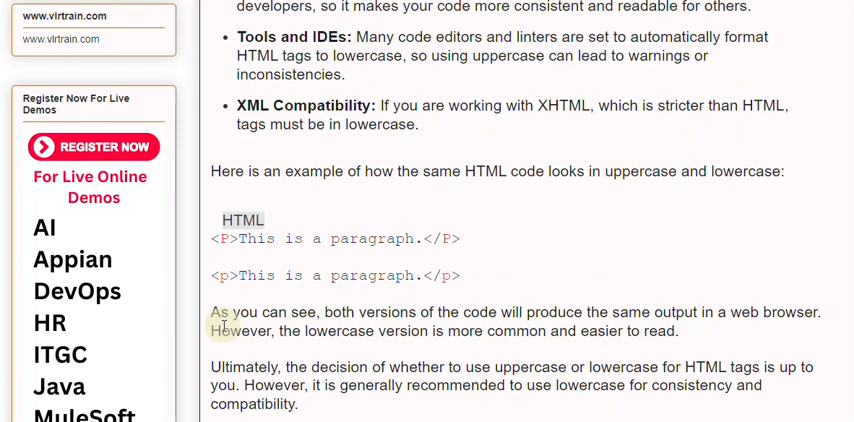 www.vlrtrain.com
www.vlrtrain.com
Register Now For Live
Demos
REGISTER NOW
For Live Online
Demos
AI
Appian
DevOps
HR
ITGC
Java
MuleSoft
developers, so it makes your code more consistent and readable for others.
• Tools and IDEs: Many code editors and linters are set to automatically format
HTML tags to lowercase, so using uppercase can lead to warnings or
inconsistencies.
• XML Compatibility: If you are working with XHTML, which is stricter than HTML,
tags must be in lowercase.
Here is an example of how the same HTML code looks in uppercase and lowercase:
HTML
<P>This is a paragraph.</P>
<p>This is a paragraph.</p>
As you can see, both versions of the code will produce the same output in a web browser.
However, the lowercase version is more common and easier to read.
Ultimately, the decision of whether to use uppercase or lowercase for HTML tags is up to
you. However, it is generally recommended to use lowercase for consistency and
compatibility.